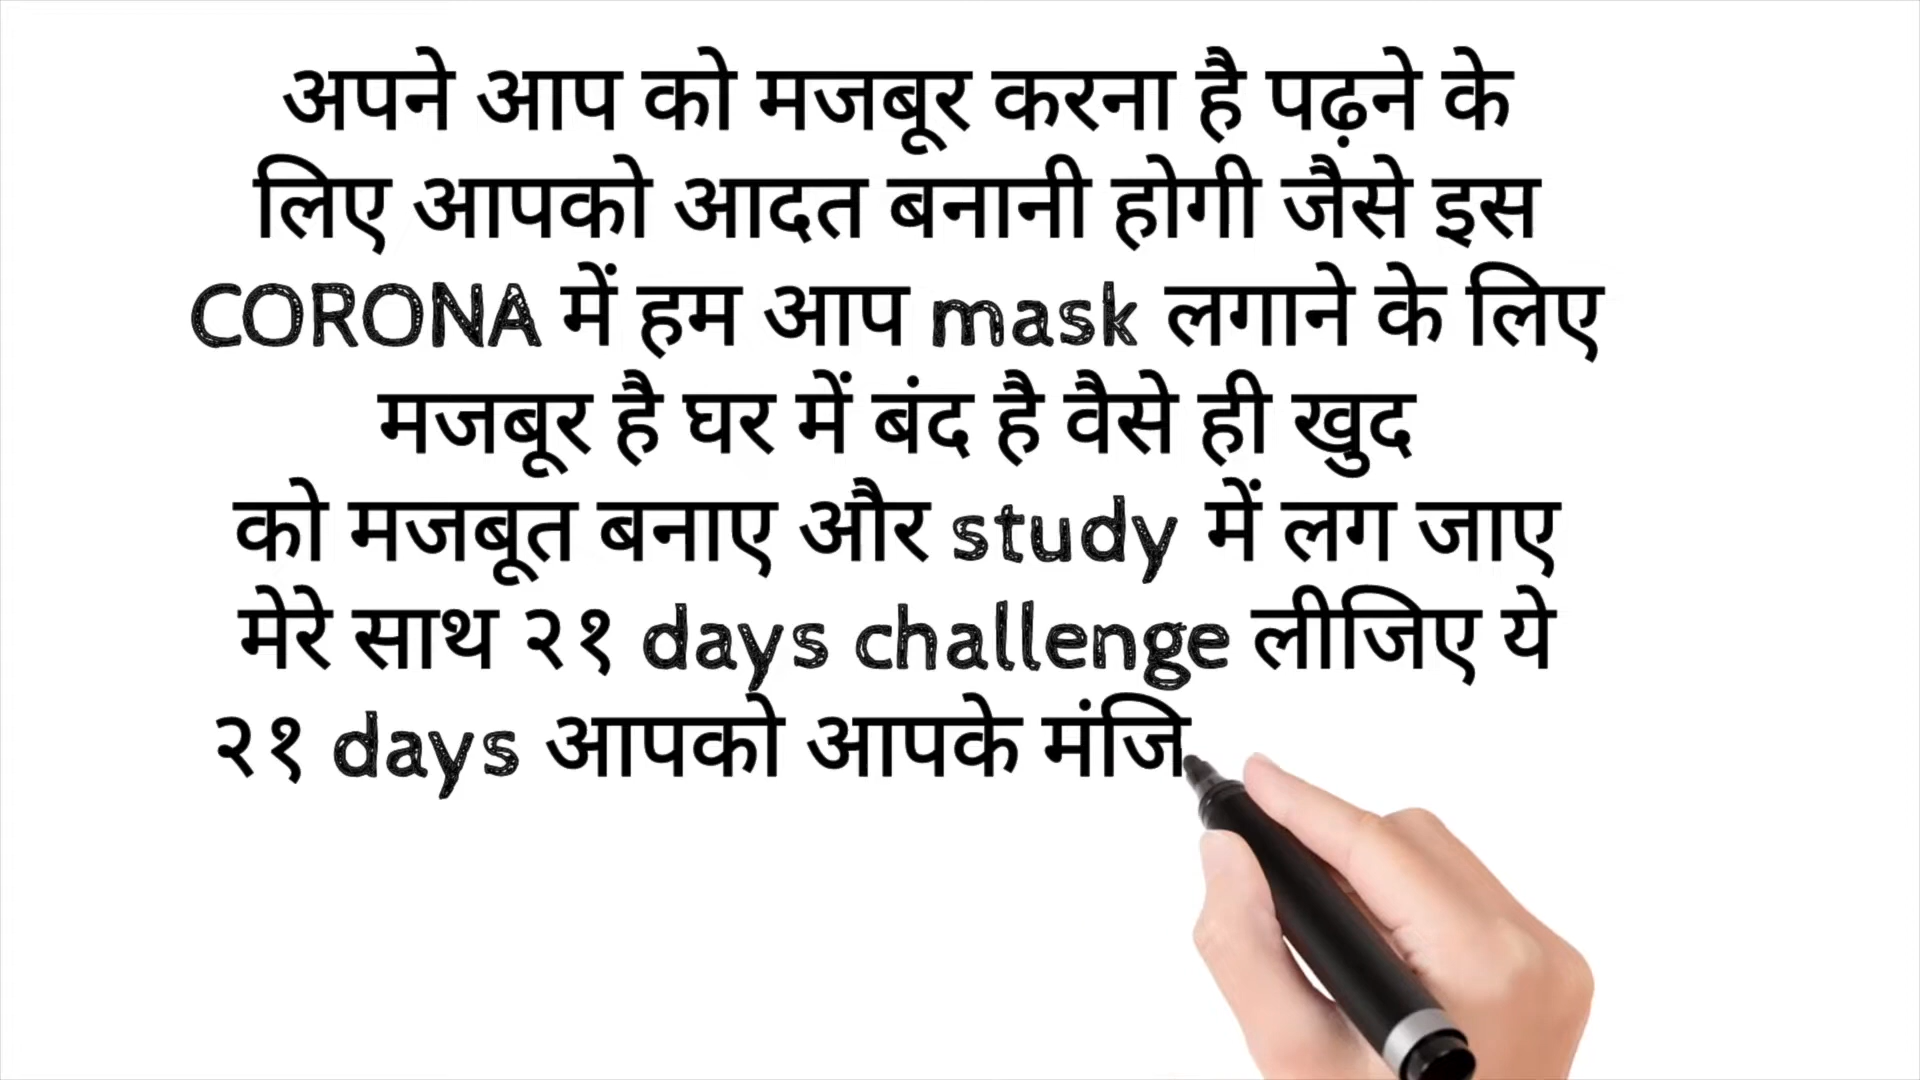 अपने आप को मजबूर करना है पढ़ने के
लिए आपको आदत बनानी होगी जैसे इस
CORONA में हम आप mask लगाने के लिए
मजबूर है घर में बंद है वैसे ही खुद
को मजबूत बनाए और study में लग जाए
मेरे साथ २१ days challenge लीजिए ये
२१ days आपको आपके मंजि